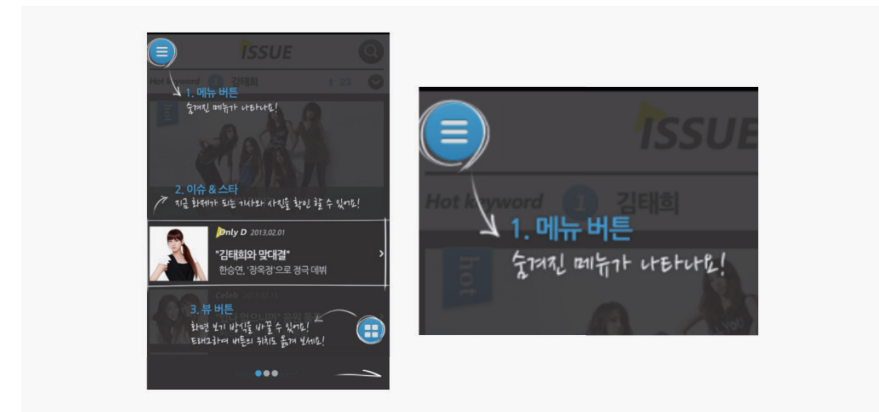 ISSUE
Hot keyword 1 김태희
1. 메뉴 버튼
숨겨진 메뉴가 나타나요!
hot
2. 이슈 & 스타
지금 화제가 되는 기사와 사진을 확인 할 수 있어요!
Only D 2013.02.01
"김태희와 맞대결"
한승연, '장옥정'으로 정극 데뷔
3. 뷰 버튼
화면 보기 방식을 바꿀 수 있어요!
드래그하여 버튼의 위치도 옮겨 보세요!
ISSUE
Hot keyword 1 김태희
1. 메뉴 버튼
숨겨진 메뉴가 나타나요!
hot